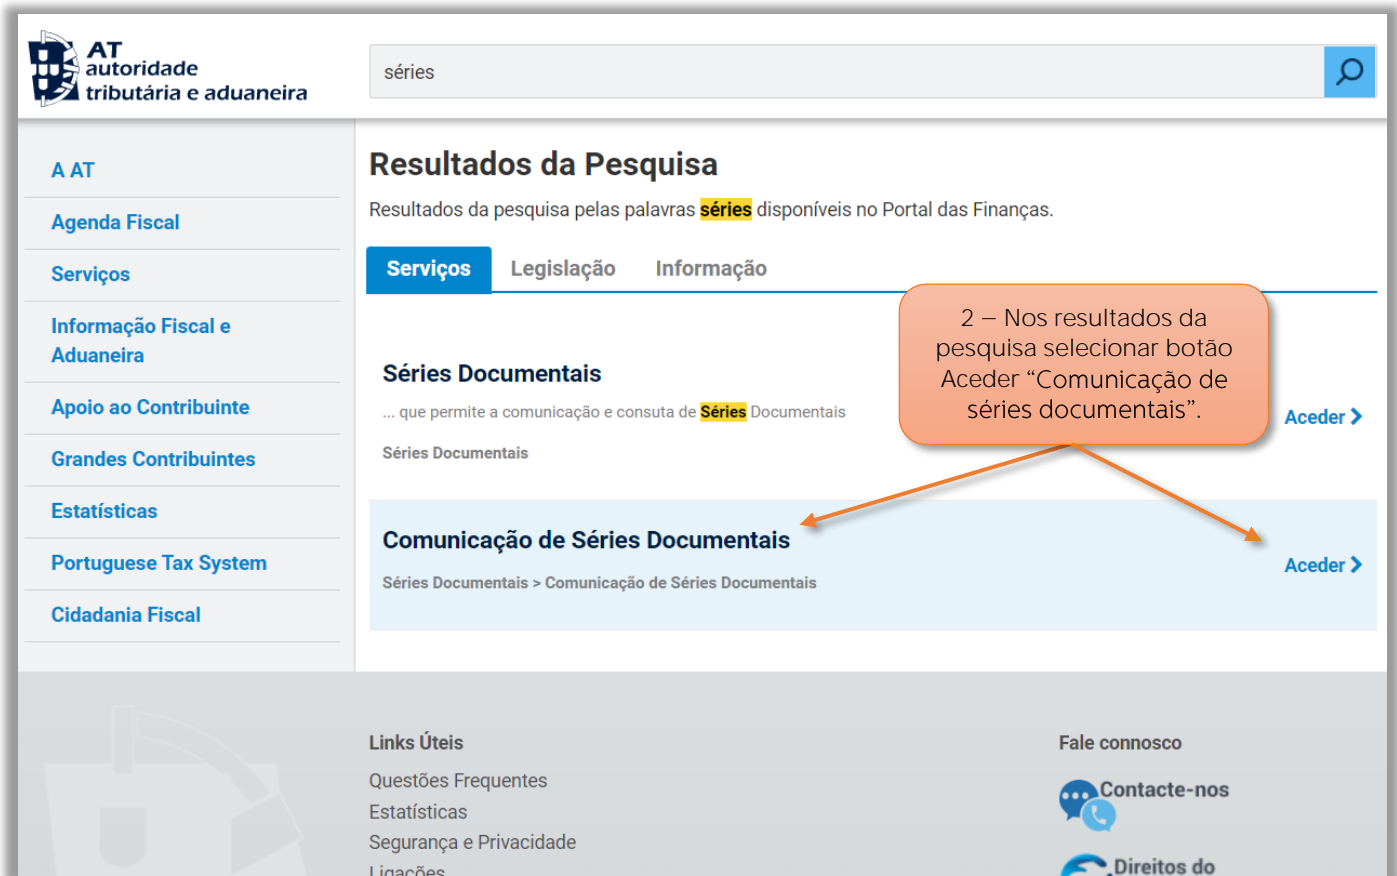 AT
autoridade
tributária e aduaneira
séries
A AT
Agenda Fiscal
Serviços
Informação Fiscal e
Aduaneira
Apoio ao Contribuinte
Grandes Contribuintes
Estatísticas
Portuguese Tax System
Cidadania Fiscal
Resultados da Pesquisa
Resultados da pesquisa pelas palavras séries disponíveis no Portal das Finanças.
Serviços Legislação Informação
2 – Nos resultados da
pesquisa selecionar botão
Aceder “Comunicação de
séries documentais”.
Séries Documentais
... que permite a comunicação e consuta de Séries Documentais
Séries Documentais
Aceder
Comunicação de Séries Documentais
Séries Documentais > Comunicação de Séries Documentais
Aceder
Links Úteis
Questões Frequentes
Estatísticas
Segurança e Privacidade
Ligações
Fale connosco
Contacte-nos
Direitos do